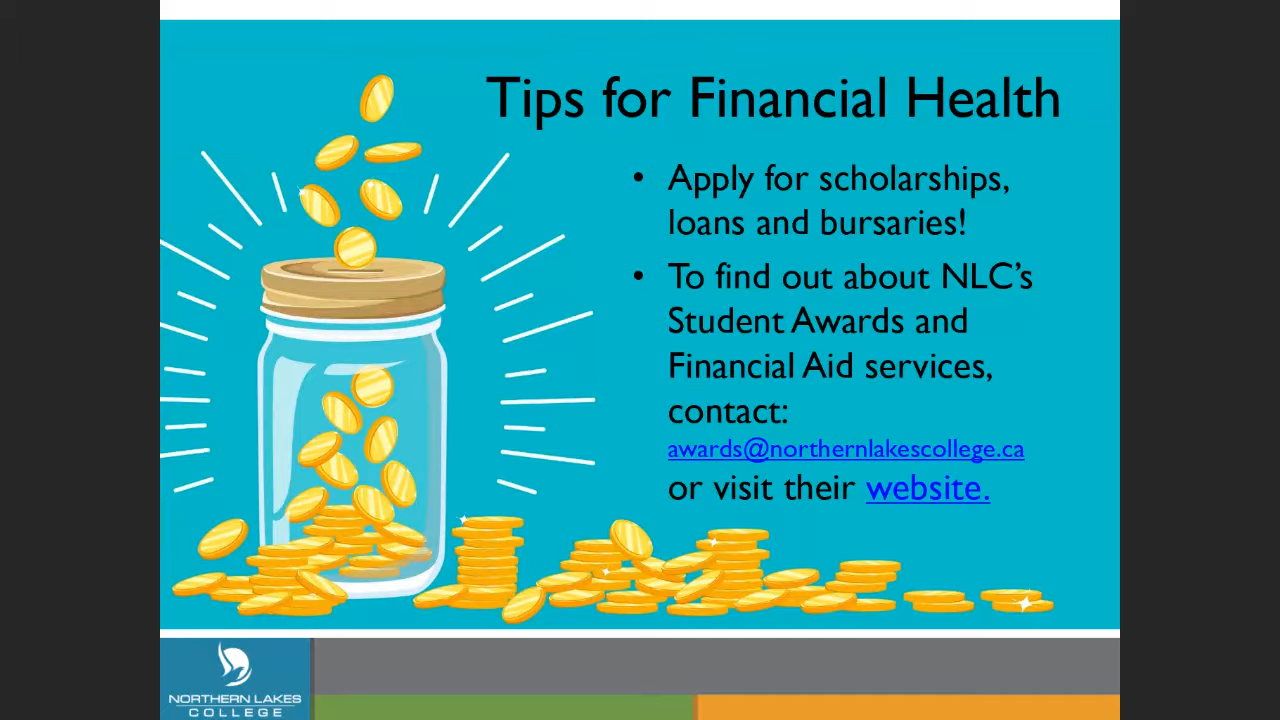 Tips for Financial Health
• Apply for scholarships,
loans and bursaries!
• To find out about NLC’s
Student Awards and
Financial Aid services,
contact:
awards@northernlakescollege.ca
or visit their website.
NORTHERN LAKES
COLLEGE